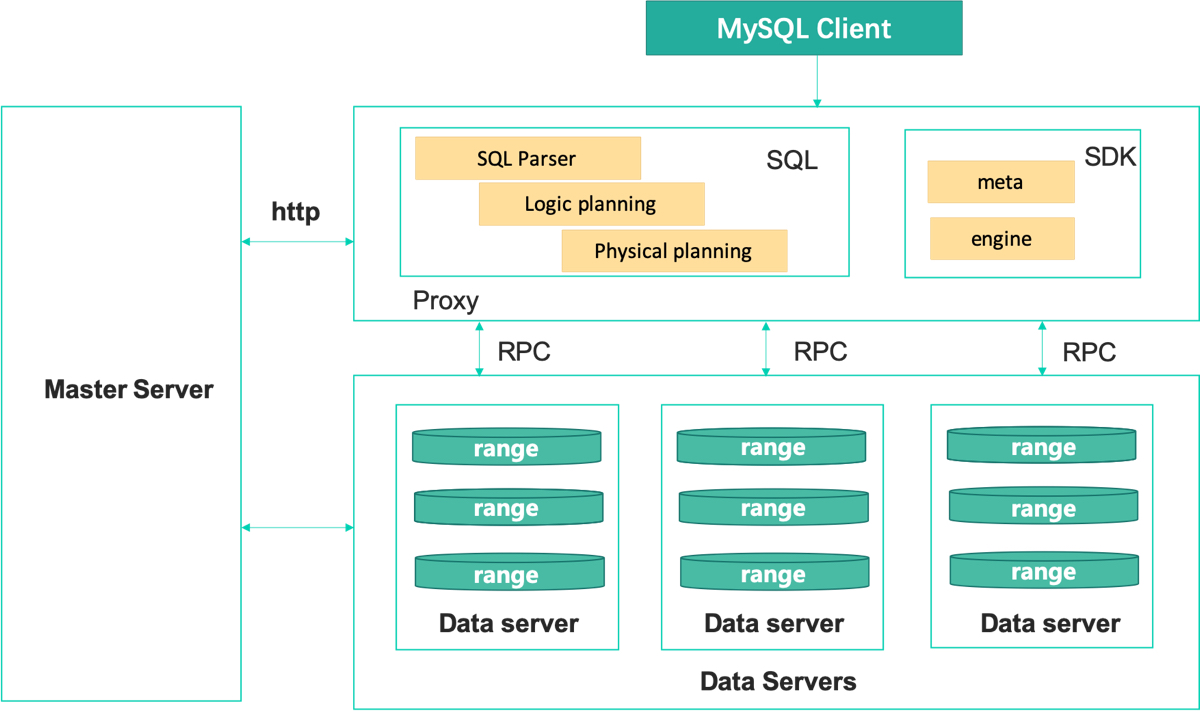 MySQL Client
SQL Parser
SQL
Logic planning
Physical planning
SDK
meta
engine
http
Proxy
RPC
RPC
RPC
Master Server
range
range
range
range
range
range
range
range
range
Data server
Data server
Data server
Data Servers